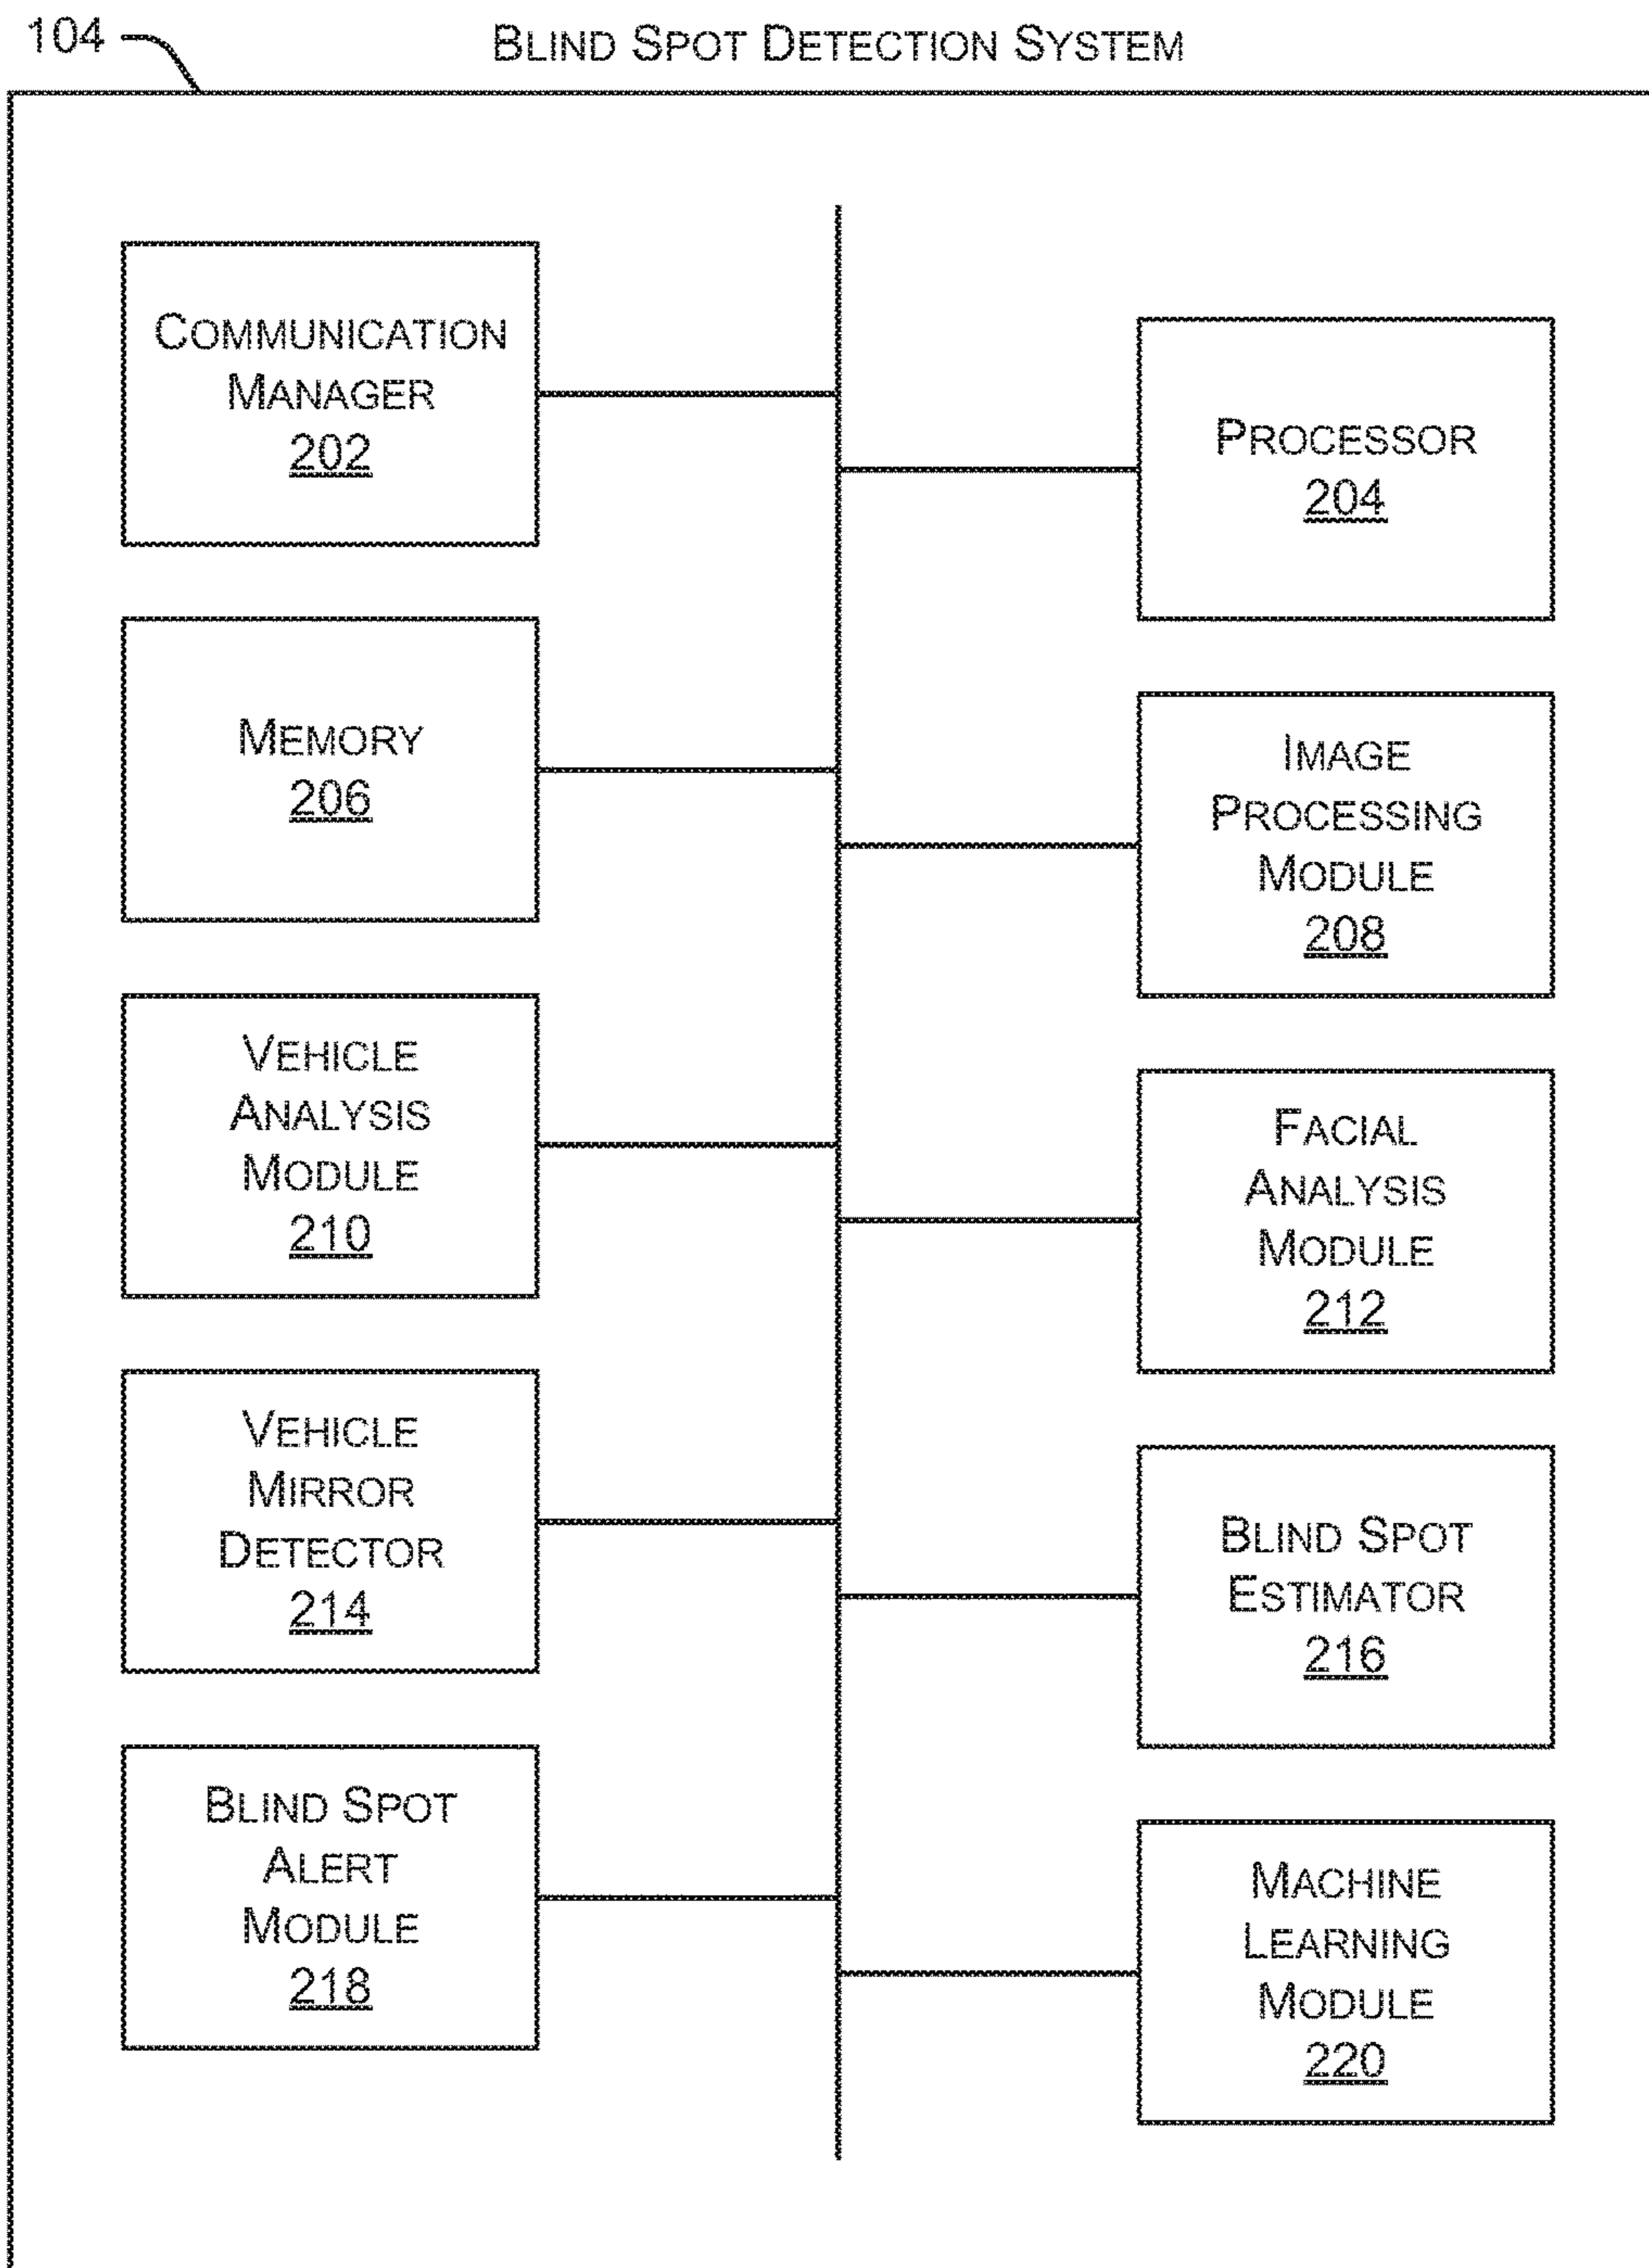 104
BLIND SPOT DETECTION SYSTEM
COMMUNICATION
MANAGER
202
PROCESSOR
204
MEMORY
206
IMAGE
PROCESSING
MODULE
208
VEHICLE
ANALYSIS
MODULE
210
FACIAL
ANALYSIS
MODULE
212
VEHICLE
MIRROR
DETECTOR
214
BLIND SPOT
ESTIMATOR
216
BLIND SPOT
ALERT
MODULE
218
MACHINE
LEARNING
MODULE
220